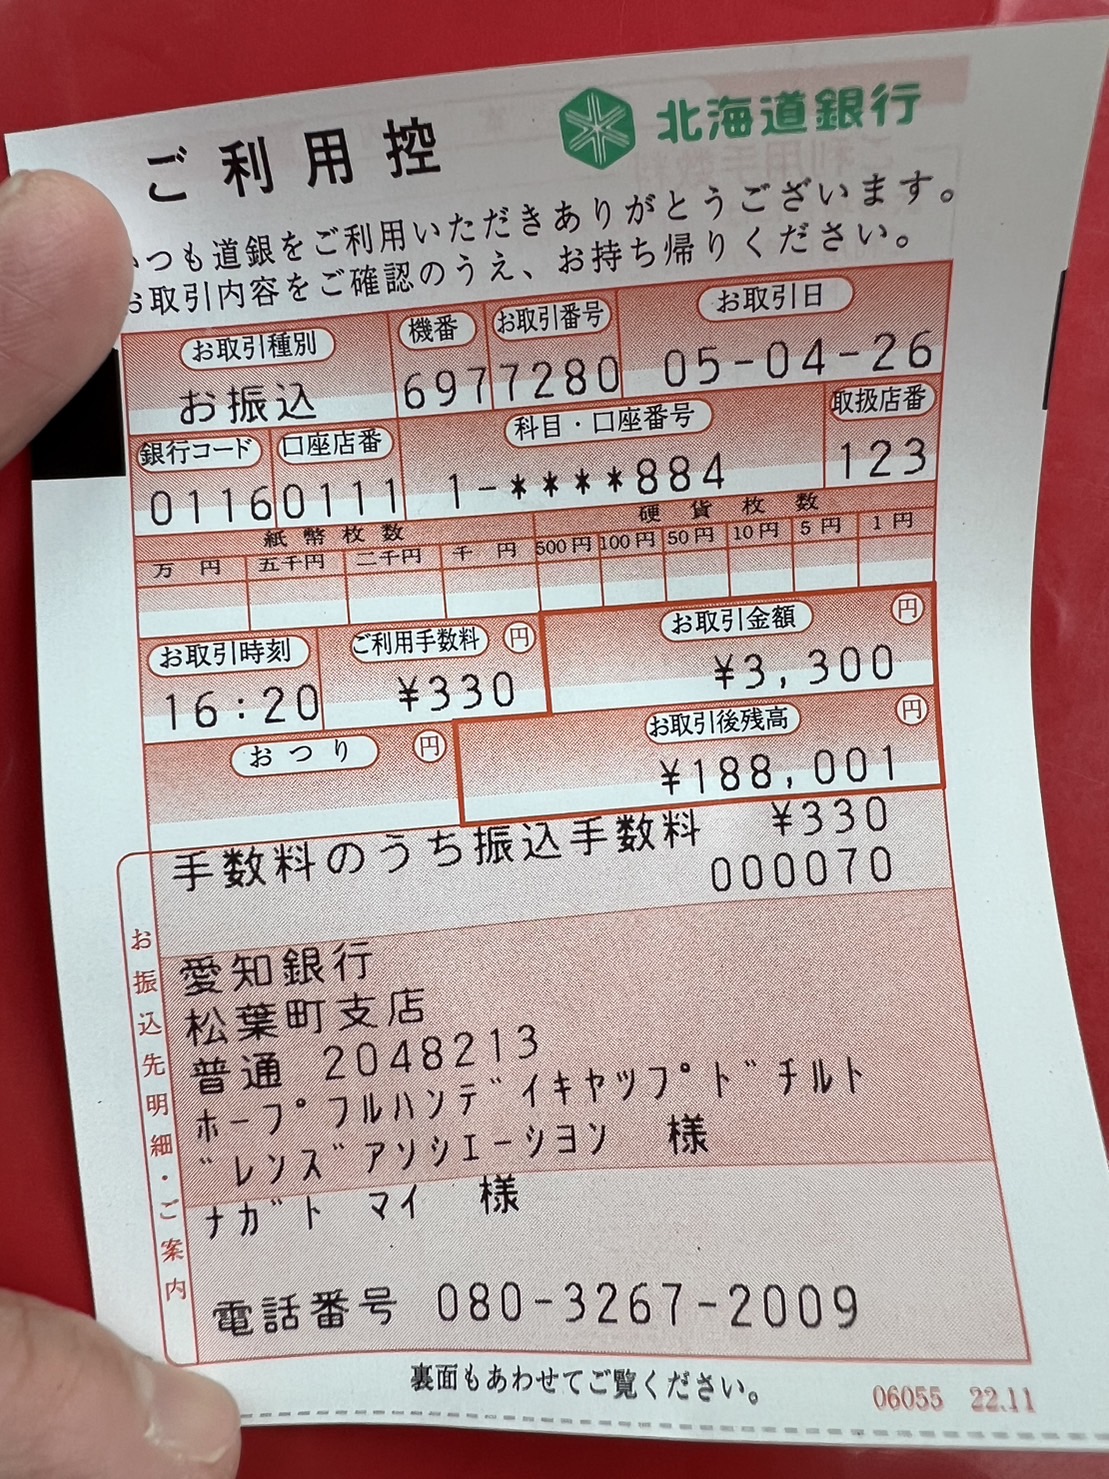 ご利用控
北海道銀行
いつも道銀をご利用いただきありがとうございます。
お取引内容をご確認のうえ、お持ち帰りください。
お取引種別 機番 お取引番号 お取引日
お振込 697 7280 05-04-26
銀行コード 口座店番 科目・口座番号 取扱店番
0116 0111 1-****884 123
紙幣枚数 硬貨枚数
万円 五千円 二千円 千円 500円 100円 50円 10円 5円 1円
お取引時刻 ご利用手数料 円 お取引金額 円
16:20 ¥330 ¥3,300
おつり 円 お取引後残高 円
¥188,001
手数料のうち振込手数料 ¥330
000070
お振込先明細・ご案内
愛知銀行
松葉町支店
普通 2048213
ホープフルハンデイキャップドチルト
゛レンズアソシエーション 様
ナガト マイ 様
電話番号 080-3267-2009
裏面もあわせてご覧ください。
06055 22.11